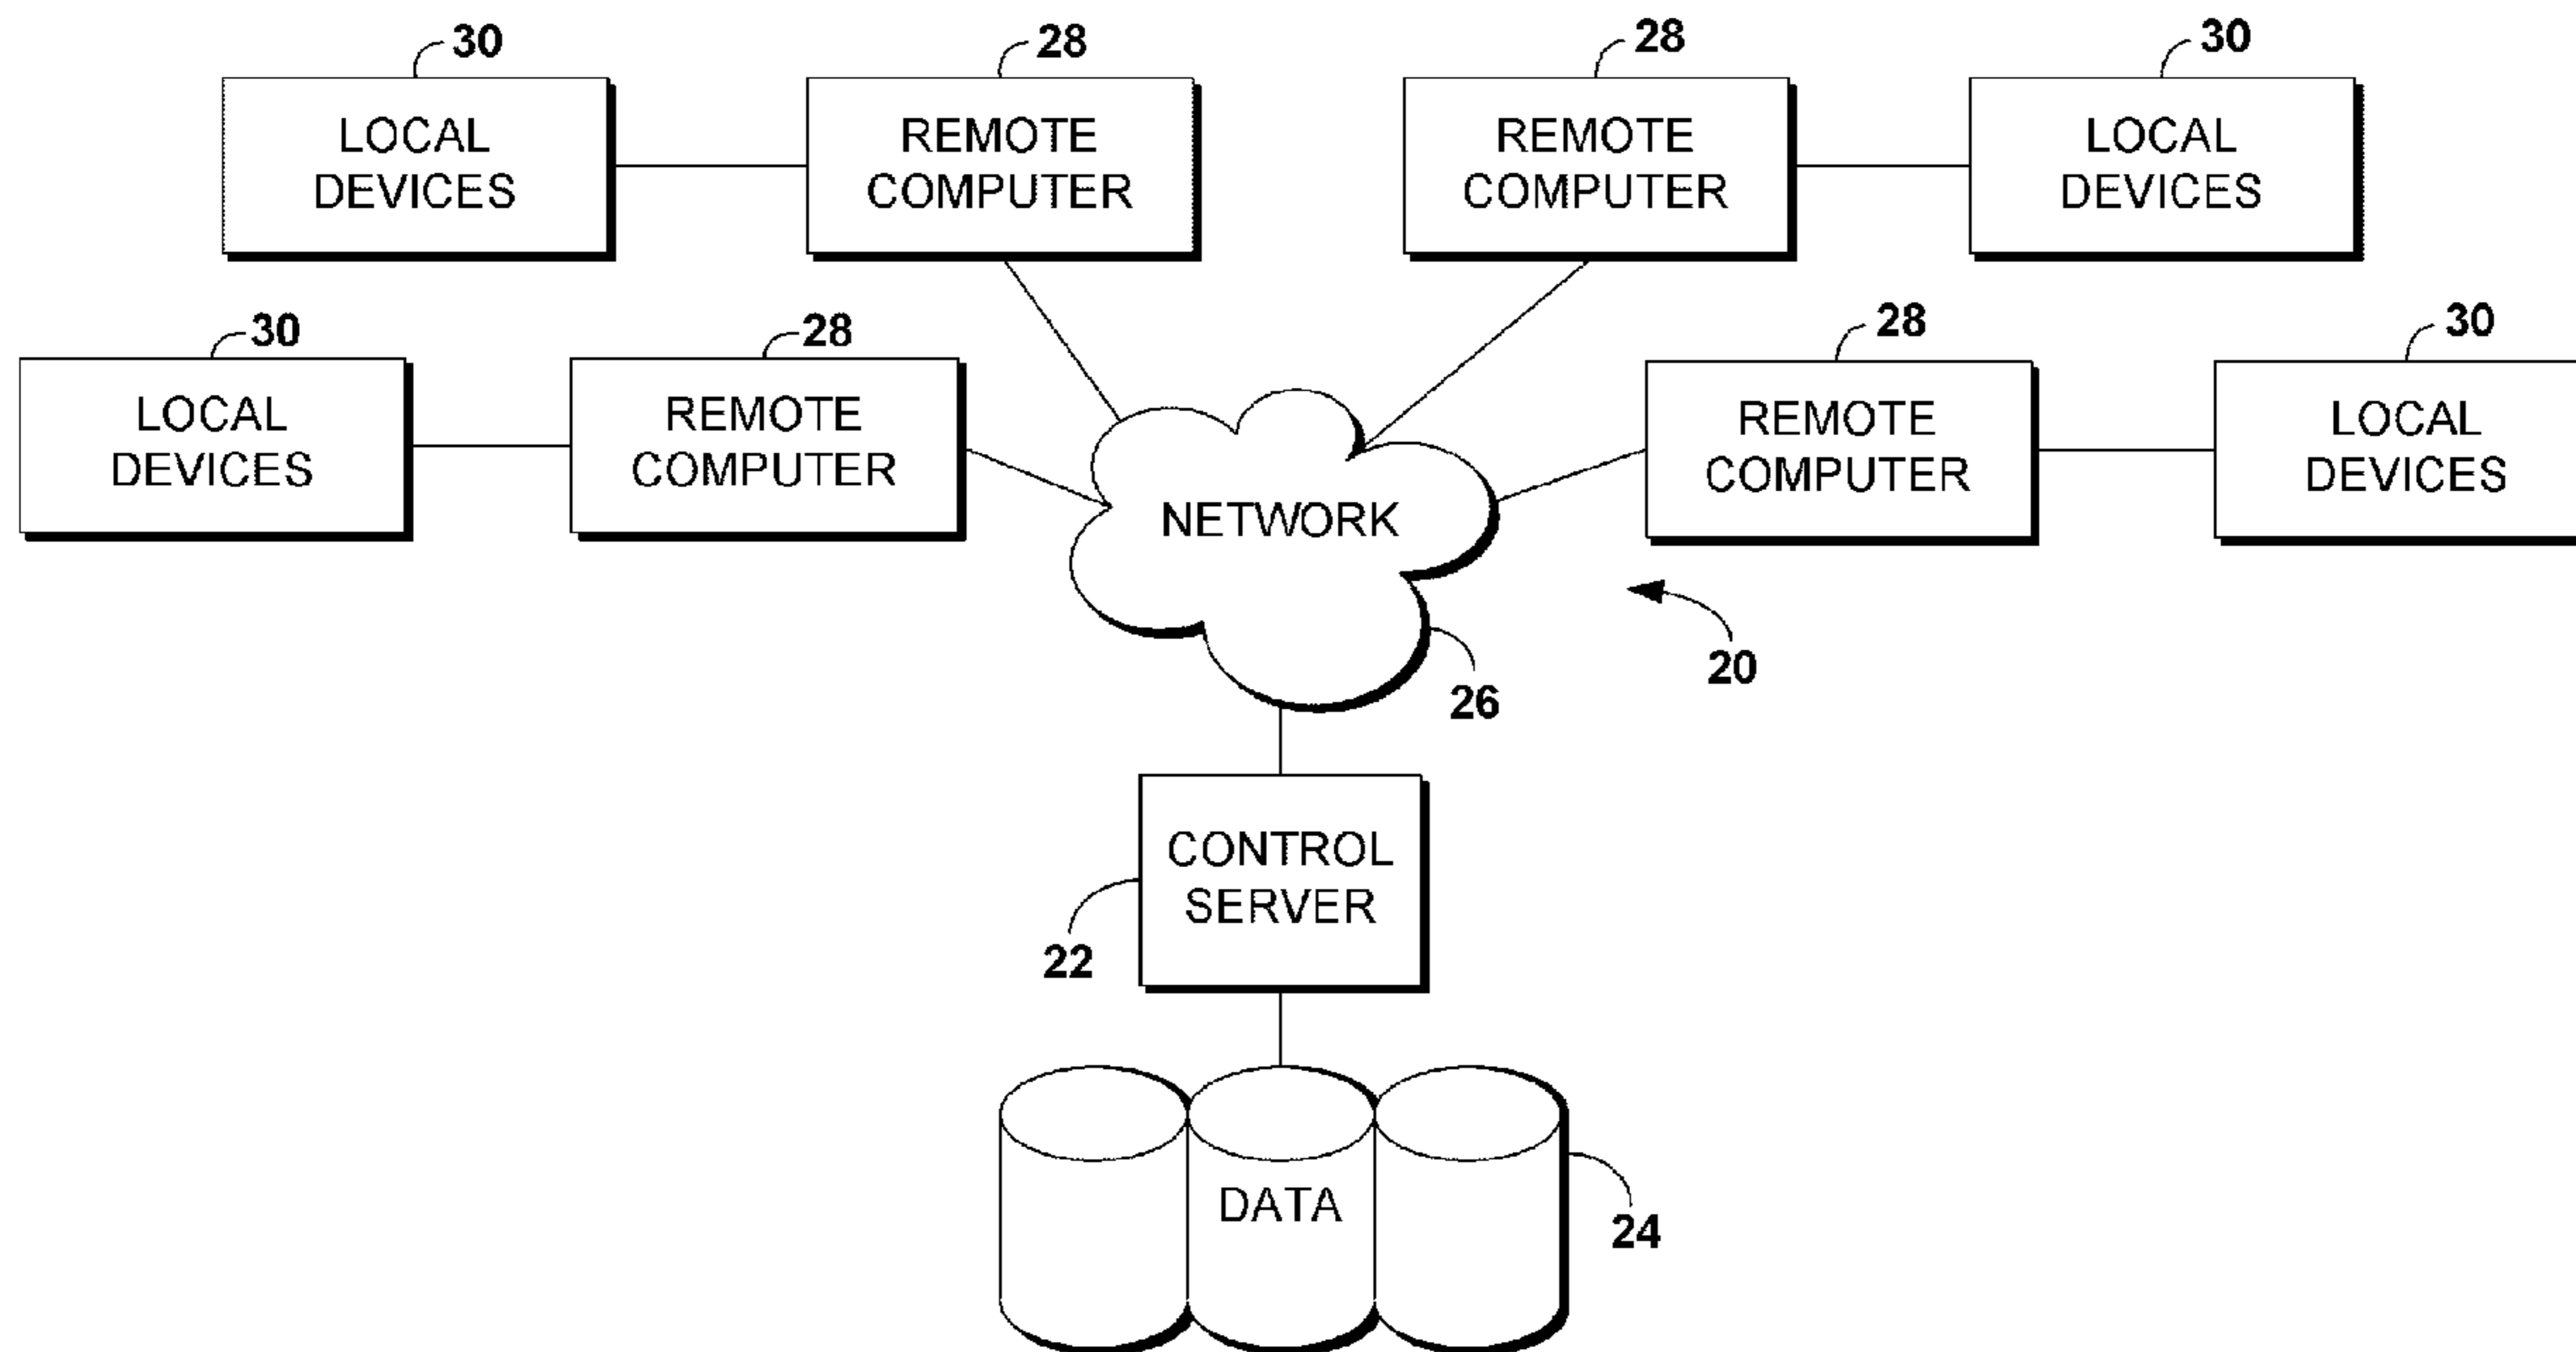 30
28
28
30
LOCAL
DEVICES
REMOTE
COMPUTER
REMOTE
COMPUTER
LOCAL
DEVICES
30
28
28
30
LOCAL
DEVICES
REMOTE
COMPUTER
REMOTE
COMPUTER
LOCAL
DEVICES
NETWORK
20
26
CONTROL
SERVER
22
DATA
24